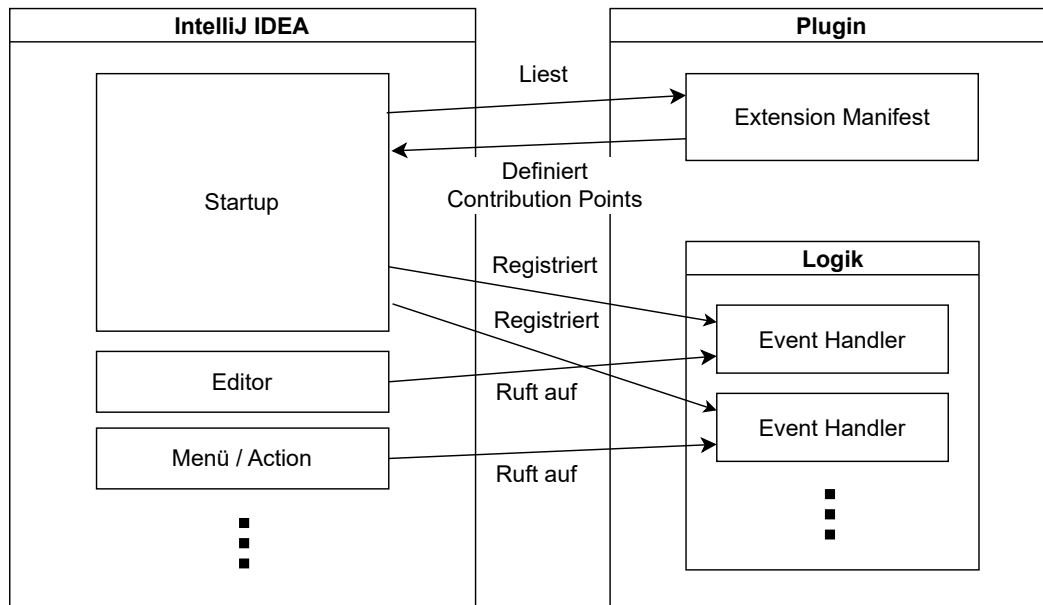 IntelliJ IDEA
Plugin
Startup
Liest
Extension Manifest
Definiert
Contribution Points
Registriert
Registriert
Logik
Event Handler
Event Handler
Editor
Ruft auf
Menü / Action
Ruft auf